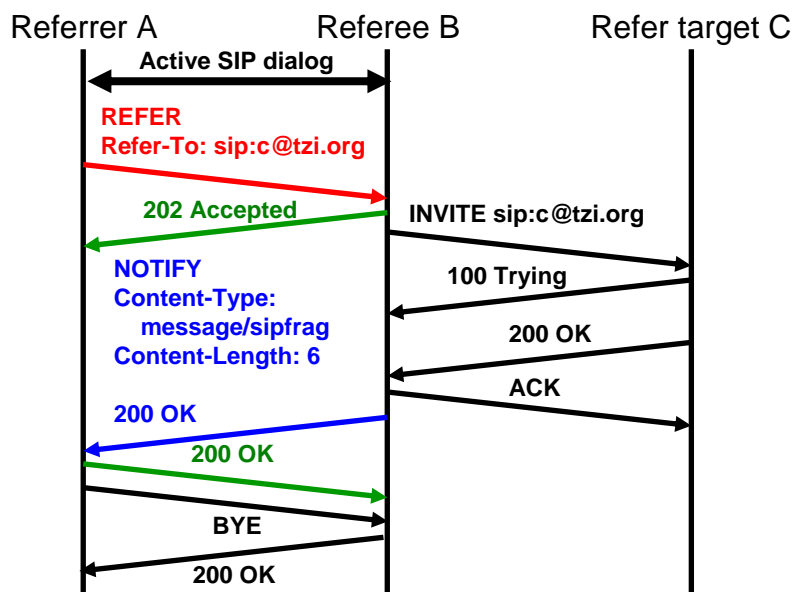 Referrer A
Referee B
Refer target C
Active SIP dialog
REFER
Refer-To: sip:c@tzi.org
202 Accepted
INVITE sip:c@tzi.org
100 Trying
NOTIFY
Content-Type:
message/sipfrag
Content-Length: 6
200 OK
ACK
200 OK
200 OK
BYE
200 OK